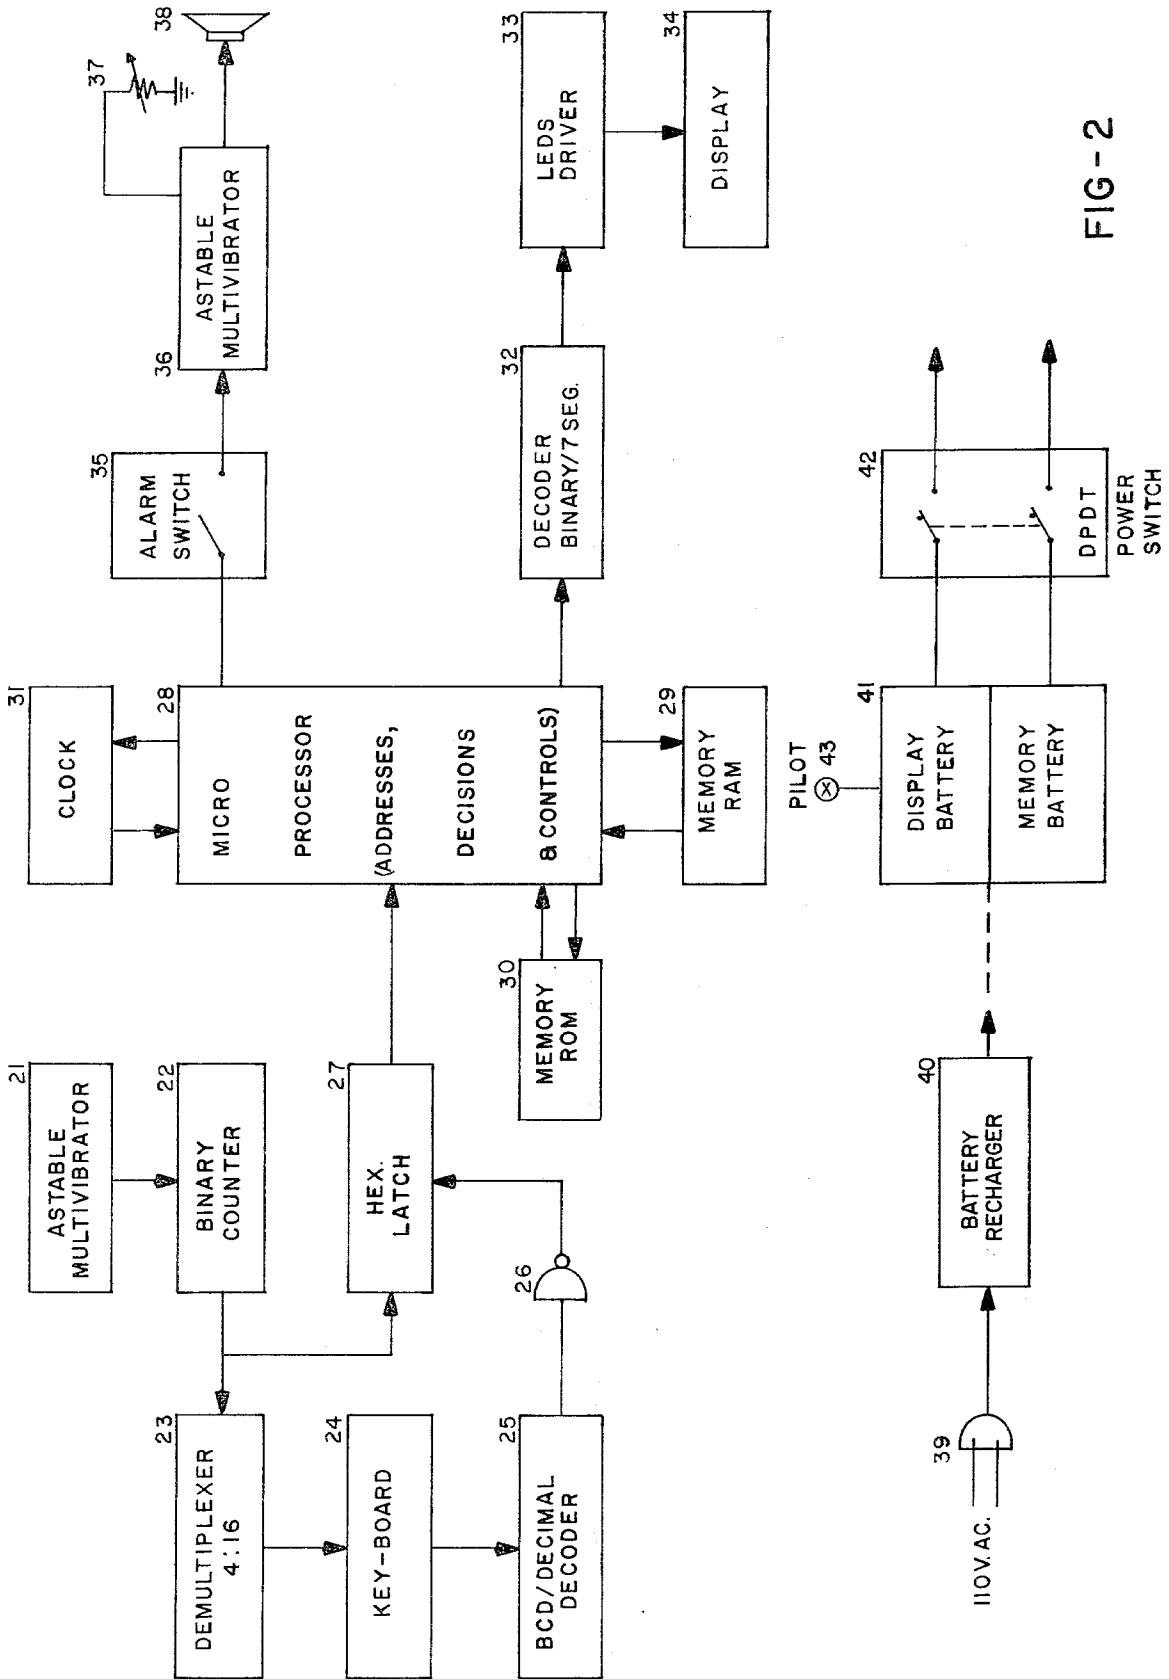 21
ASTABLE
MULTIVIBRATOR
22
BINARY
COUNTER
23
DEMULTIPLEXER
4:16
24
KEY-BOARD
25
BCD/DECIMAL
DECODER
26
27
HEX.
LATCH
31
CLOCK
28
MICRO
PROCESSOR
(ADDRESSES,
DECISIONS
& CONTROLS)
30
MEMORY
ROM
29
MEMORY
RAM
35
ALARM
SWITCH
36
ASTABLE
MULTIVIBRATOR
37
38
32
DECODER
BINARY/7 SEG.
33
LEDS
DRIVER
34
DISPLAY
39
110V. AC.
40
BATTERY
RECHARGER
PILOT
43
41
DISPLAY
BATTERY
MEMORY
BATTERY
42
DPDT
POWER
SWITCH
FIG-2